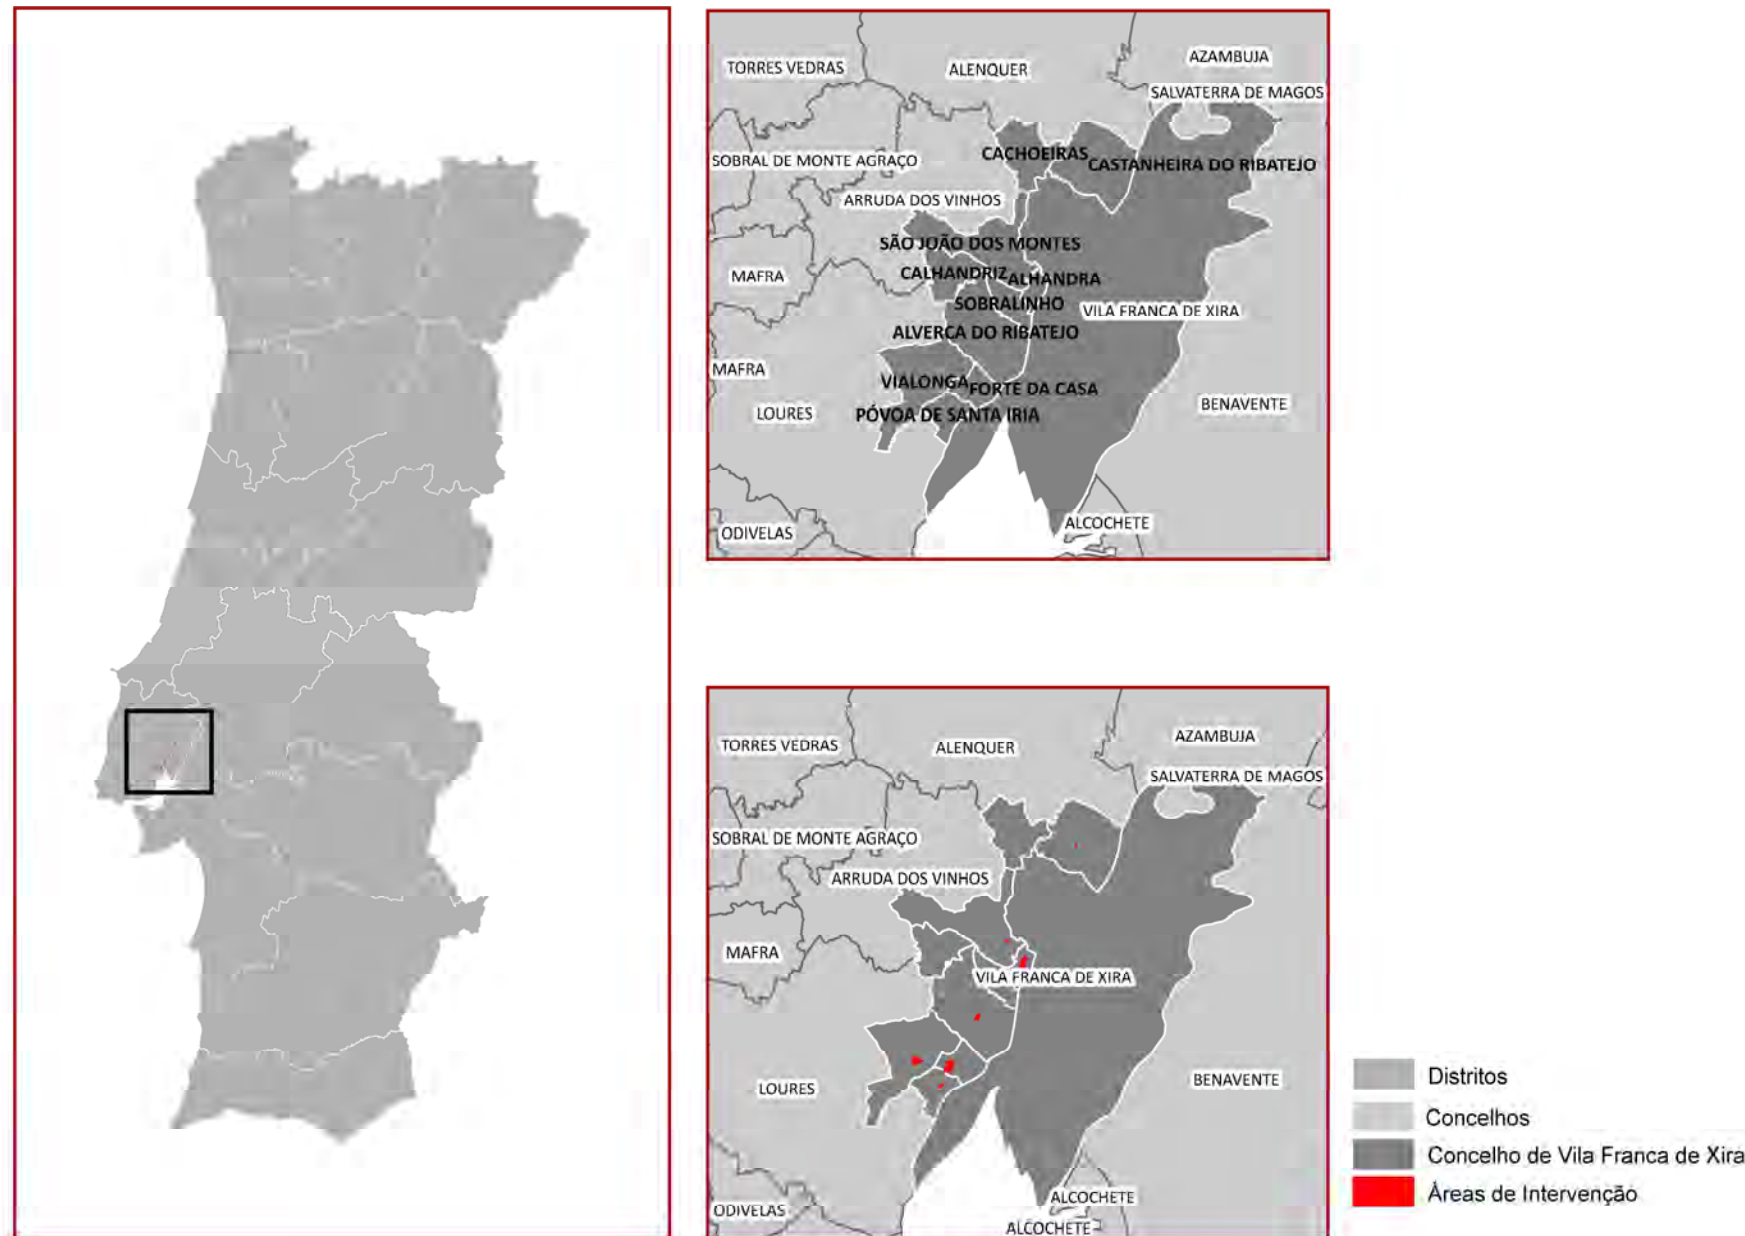 TORRES VEDRAS
ALENQUER
AZAMBUJA
SALVATERRA DE MAGOS
SOBRAL DE MONTE AGRAÇO
CACHOEIRAS
CASTANHEIRA DO RIBATEJO
ARRUDA DOS VINHOS
SÃO JOÃO DOS MONTES
MAFRA
CALHANDRIZ
ALHANDRA
SOBRALINHO
VILA FRANCA DE XIRA
ALVERCA DO RIBATEJO
MAFRA
VIALONGA
FORTE DA CASA
LOURES
PÓVOA DE SANTA IRIA
BENAVENTE
ODIVELAS
ALCOCHETE
TORRES VEDRAS
ALENQUER
AZAMBUJA
SALVATERRA DE MAGOS
SOBRAL DE MONTE AGRAÇO
ARRUDA DOS VINHOS
MAFRA
VILA FRANCA DE XIRA
LOURES
BENAVENTE
ODIVELAS
ALCOCHETE
ALCOCHETE
Distritos
Concelhos
Concelho de Vila Franca de Xira
Áreas de Intervenção